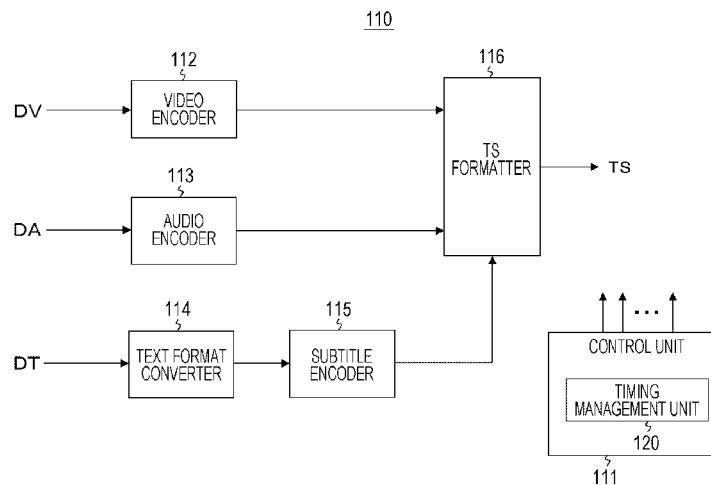 110
112
116
DV
VIDEO
ENCODER
TS
FORMATTER
TS
113
DA
AUDIO
ENCODER
114
115
DT
TEXT FORMAT
CONVERTER
SUBTITLE
ENCODER
...
CONTROL UNIT
TIMING
MANAGEMENT UNIT
120
111